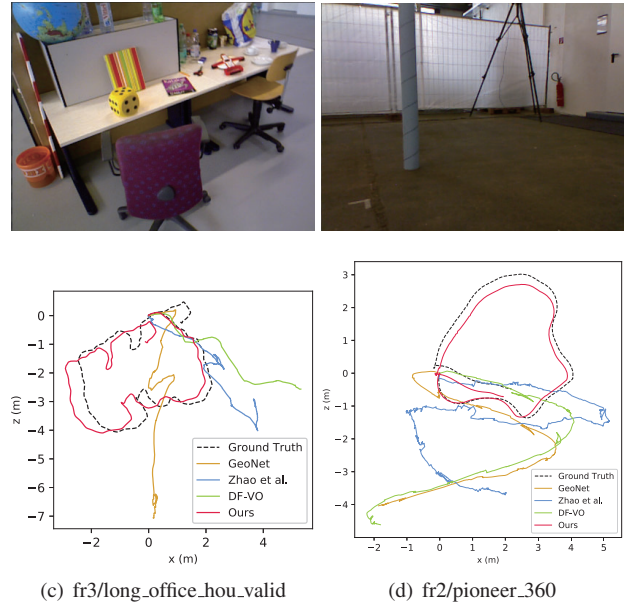 0
−1
−2
−3
−4
−5
−6
−7
z (m)
−2 0 2 4
x (m)
Ground Truth
GeoNet
Zhao et al.
DF-VO
Ours
3
2
1
0
−1
−2
−3
−4
z (m)
−2 −1 0 1 2 3 4 5
x (m)
Ground Truth
GeoNet
Zhao et al.
DF-VO
Ours
(c) fr3/long_office_hou_valid
(d) fr2/pioneer_360